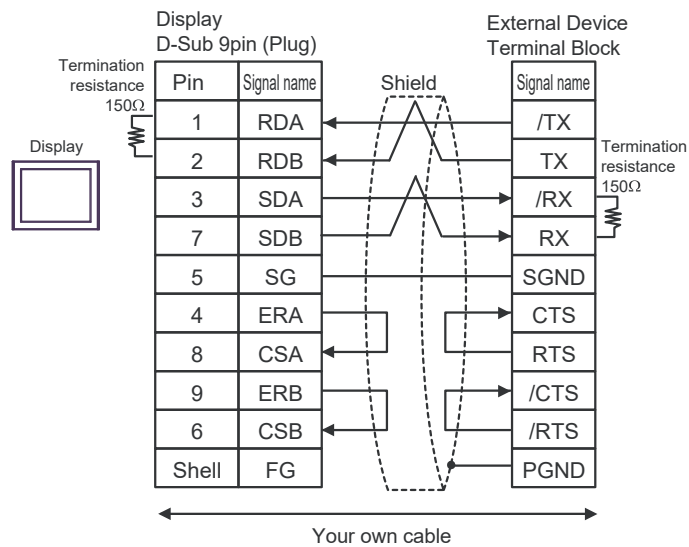 Display
D-Sub 9pin (Plug)
External Device
Terminal Block
Termination
resistance
150Ω
Pin Signal name
Shield
Signal name
1 RDA /TX
2 RDB TX
Display
Termination
resistance
150Ω
3 SDA /RX
7 SDB RX
5 SG SGND
4 ERA CTS
8 CSA RTS
9 ERB /CTS
6 CSB /RTS
Shell FG PGND
Your own cable